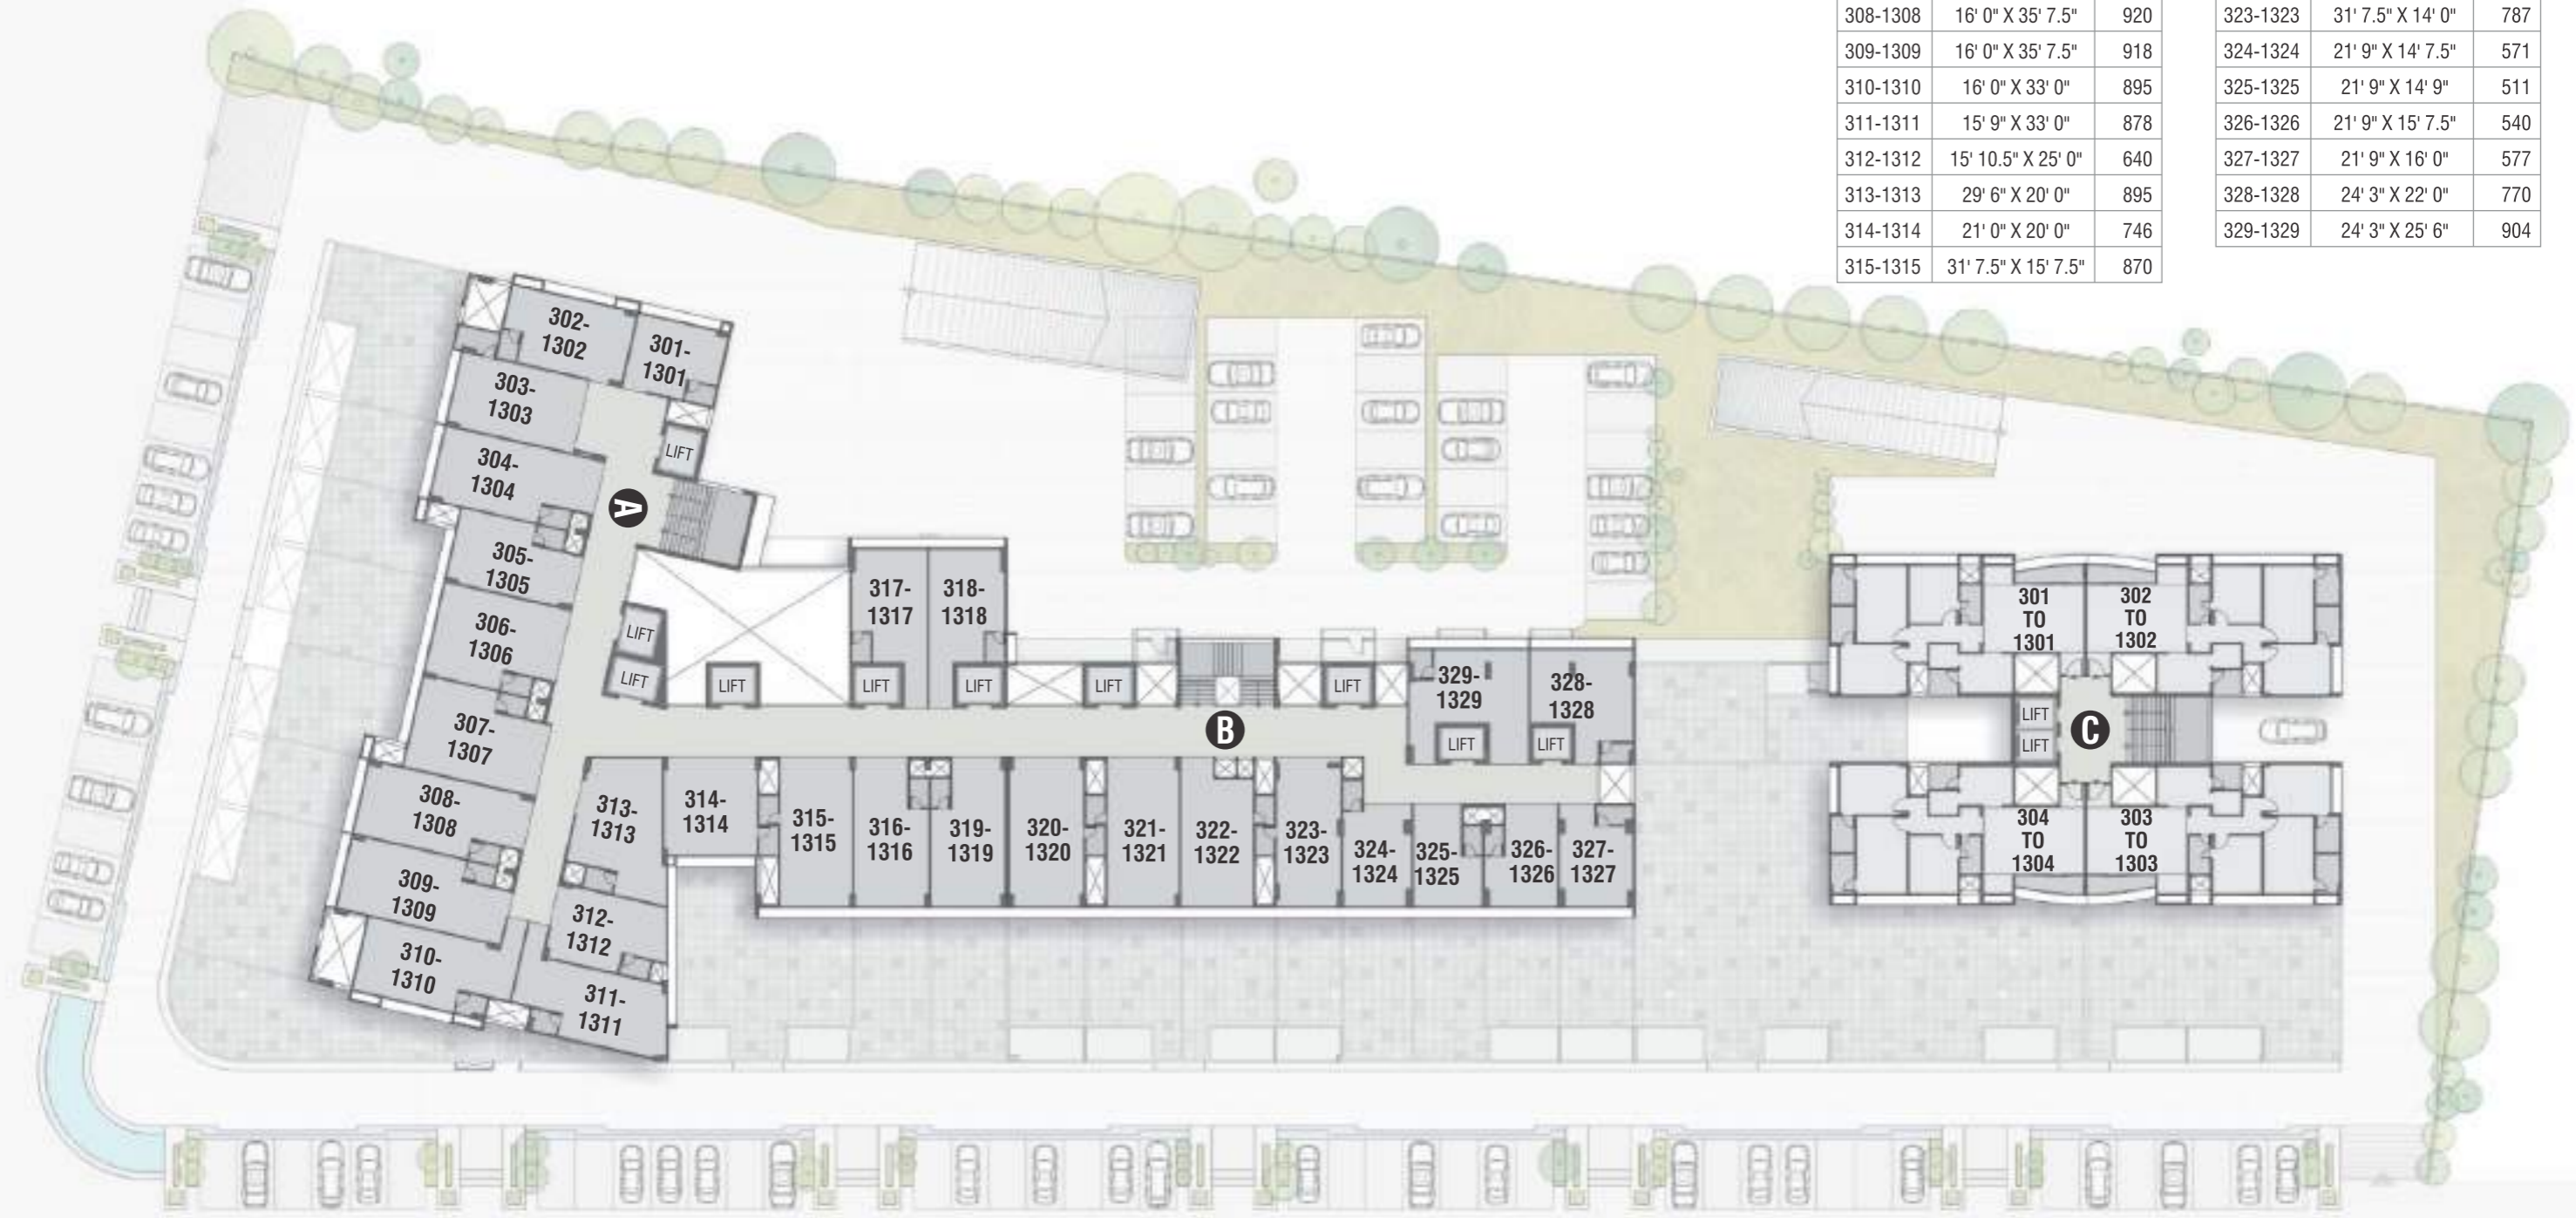 308-1308 16' 0" X 35' 7.5" 920
309-1309 16' 0" X 35' 7.5" 918
310-1310 16' 0" X 33' 0" 895
311-1311 15' 9" X 33' 0" 878
312-1312 15' 10.5" X 25' 0" 640
313-1313 29' 6" X 20' 0" 895
314-1314 21' 0" X 20' 0" 746
315-1315 31' 7.5" X 15' 7.5" 870
323-1323 31' 7.5" X 14' 0" 787
324-1324 21' 9" X 14' 7.5" 571
325-1325 21' 9" X 14' 9" 511
326-1326 21' 9" X 15' 7.5" 540
327-1327 21' 9" X 16' 0" 577
328-1328 24' 3" X 22' 0" 770
329-1329 24' 3" X 25' 6" 904
302-
1302
301-
1301
303-
1303
LIFT
304-
1304
A
305-
1305
306-
1306
LIFT
LIFT
307-
1307
308-
1308
309-
1309
310-
1310
311-
1311
312-
1312
313-
1313
314-
1314
317-
1317
318-
1318
LIFT
LIFT
LIFT
LIFT
LIFT
B
329-
1329
328-
1328
LIFT
LIFT
315-
1315
316-
1316
319-
1319
320-
1320
321-
1321
322-
1322
323-
1323
324-
1324
325-
1325
326-
1326
327-
1327
301
TO
1301
302
TO
1302
LIFT
LIFT
C
304
TO
1304
303
TO
1303